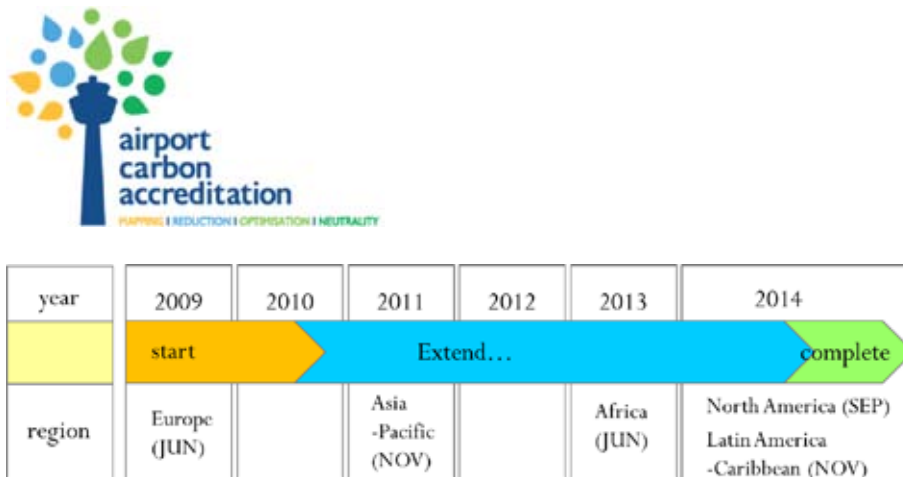 airport
carbon
accreditation
MAPPING I REDUCTION I OPTIMISATION I NEUTRALITY
year
2009
2010
2011
2012
2013
2014
start
Extend...
complete
region
Europe
(JUN)
Asia
-Pacific
(NOV)
Africa
(JUN)
North America (SEP)
Latin America
-Caribbean (NOV)